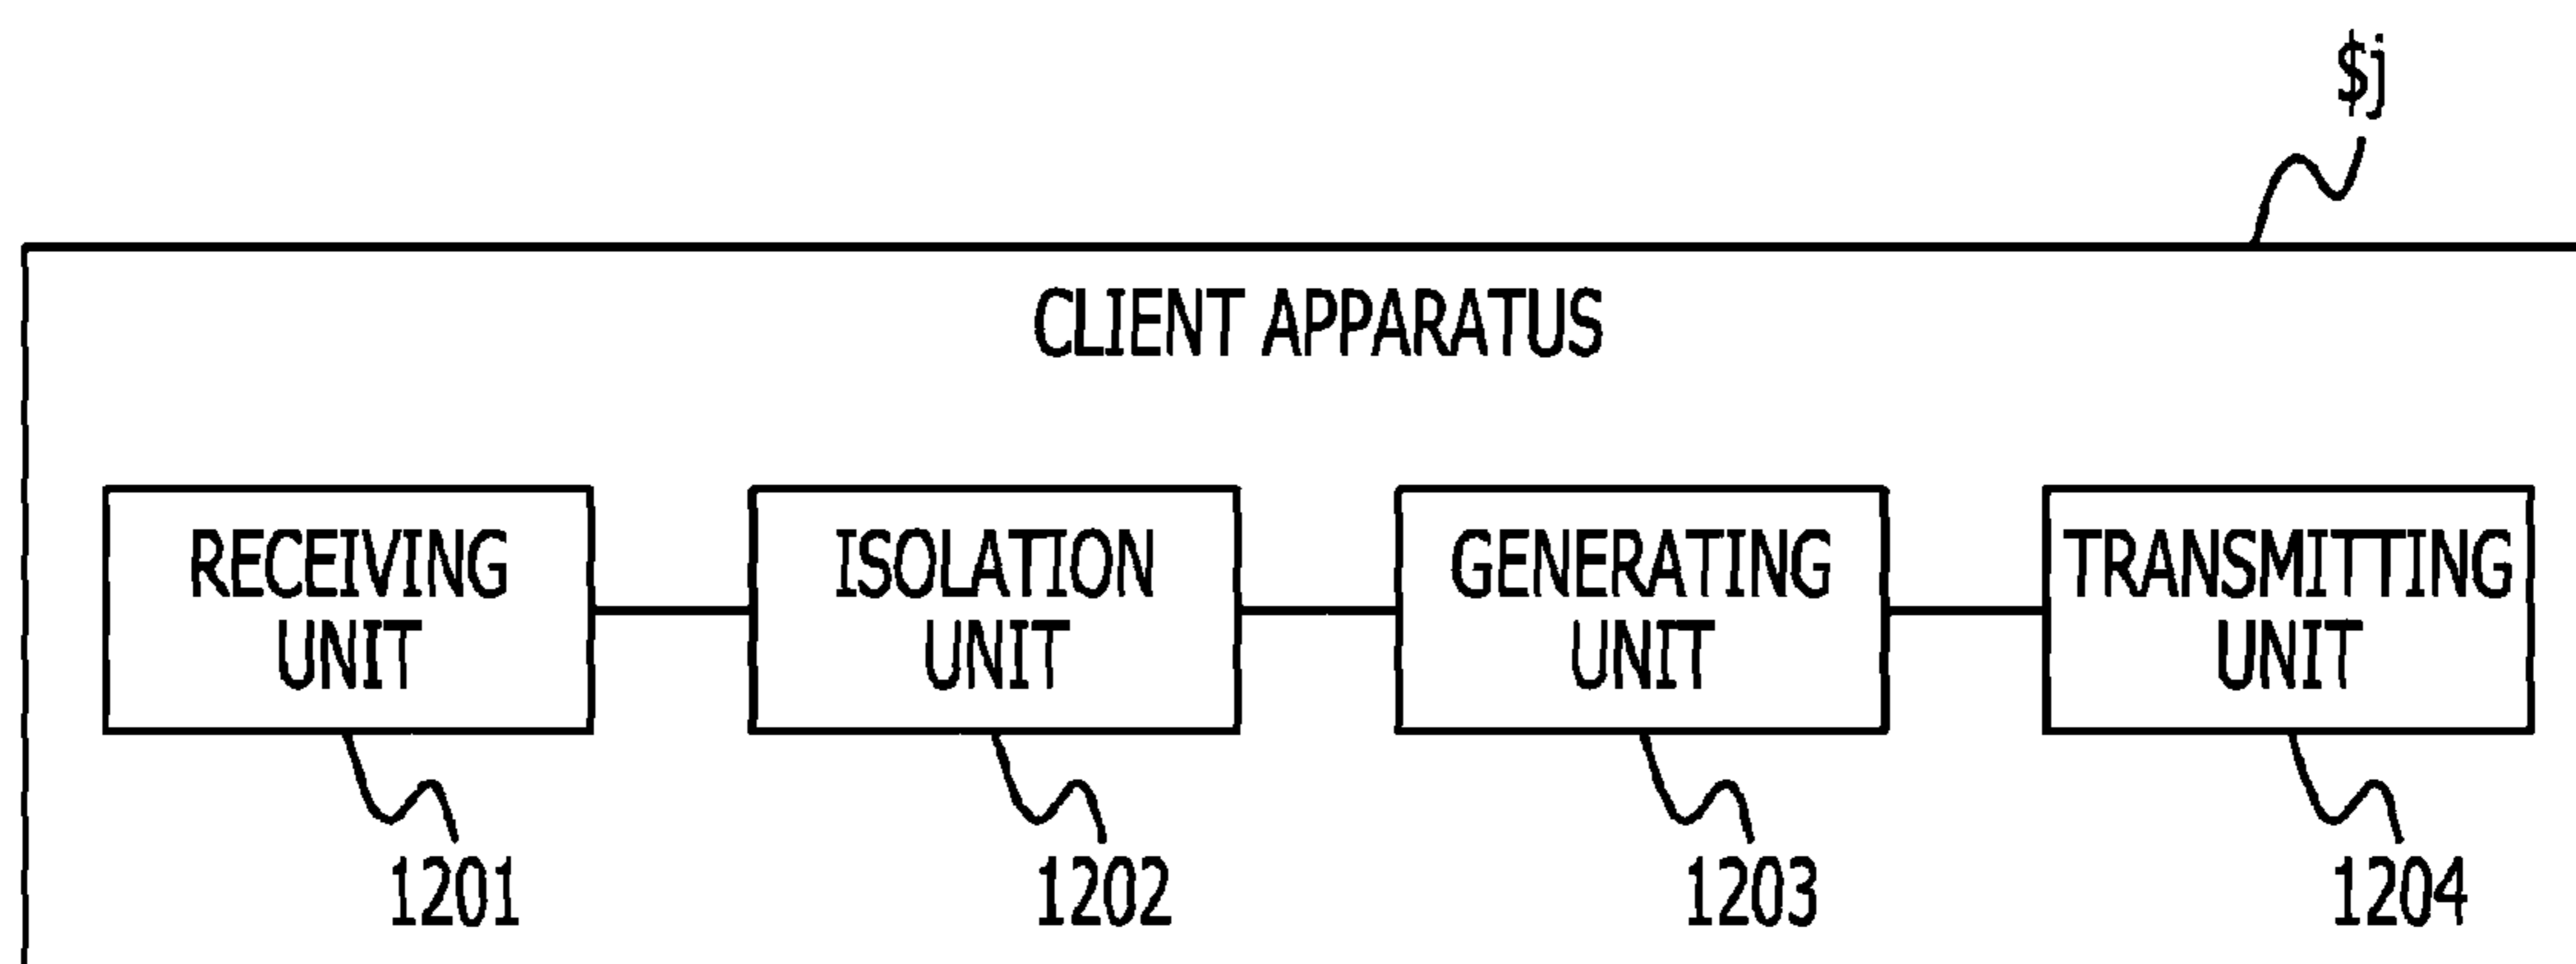 $j
CLIENT APPARATUS
RECEIVING
UNIT
ISOLATION
UNIT
GENERATING
UNIT
TRANSMITTING
UNIT
1201
1202
1203
1204